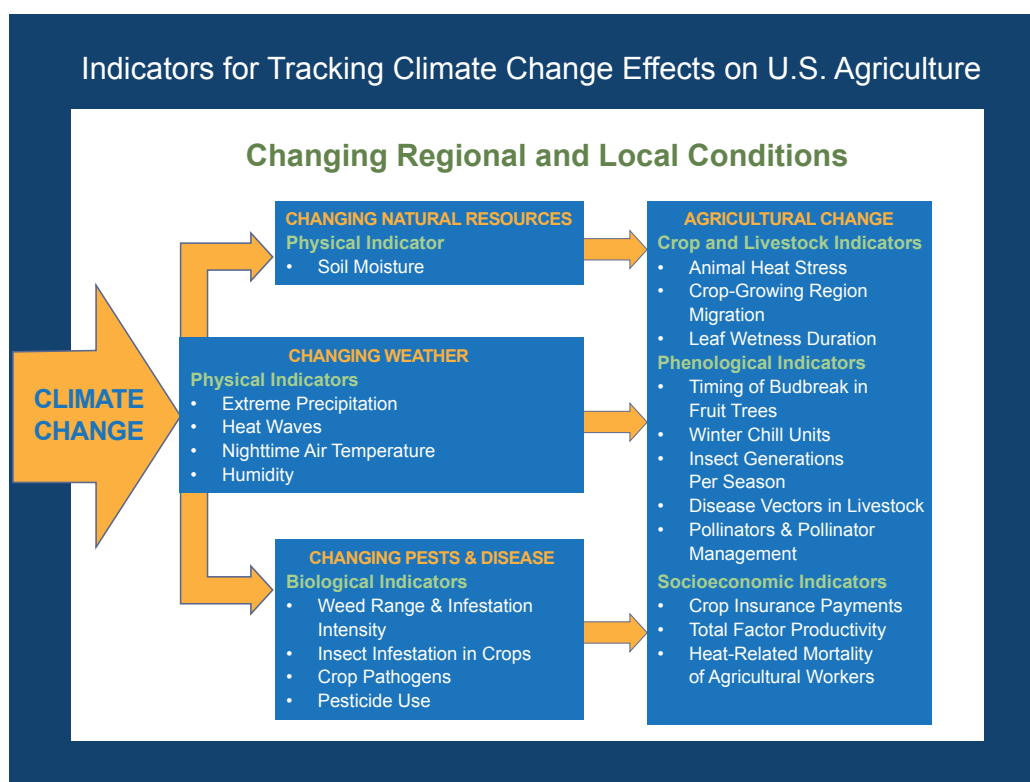 Indicators for Tracking Climate Change Effects on U.S. Agriculture
Changing Regional and Local Conditions
CLIMATE
CHANGE
CHANGING NATURAL RESOURCES
Physical Indicator
• Soil Moisture
CHANGING WEATHER
Physical Indicators
• Extreme Precipitation
• Heat Waves
• Nighttime Air Temperature
• Humidity
CHANGING PESTS & DISEASE
Biological Indicators
• Weed Range & Infestation
Intensity
• Insect Infestation in Crops
• Crop Pathogens
• Pesticide Use
AGRICULTURAL CHANGE
Crop and Livestock Indicators
• Animal Heat Stress
• Crop-Growing Region
Migration
• Leaf Wetness Duration
Phenological Indicators
• Timing of Budbreak in
Fruit Trees
• Winter Chill Units
• Insect Generations
Per Season
• Disease Vectors in Livestock
• Pollinators & Pollinator
Management
Socioeconomic Indicators
• Crop Insurance Payments
• Total Factor Productivity
• Heat-Related Mortality
of Agricultural Workers